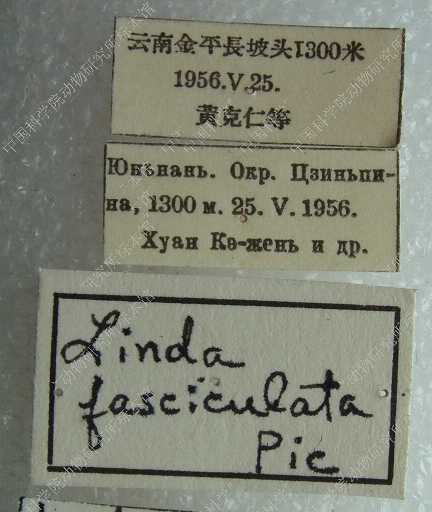 云南金平長坡头1300米
1956.V.25.
黃克仁等
Юньнань. Окр. Цзиньпи-
на, 1300 м. 25. V. 1956.
Хуан Кэ-жень и др.
Linda
fasciculata
Pic